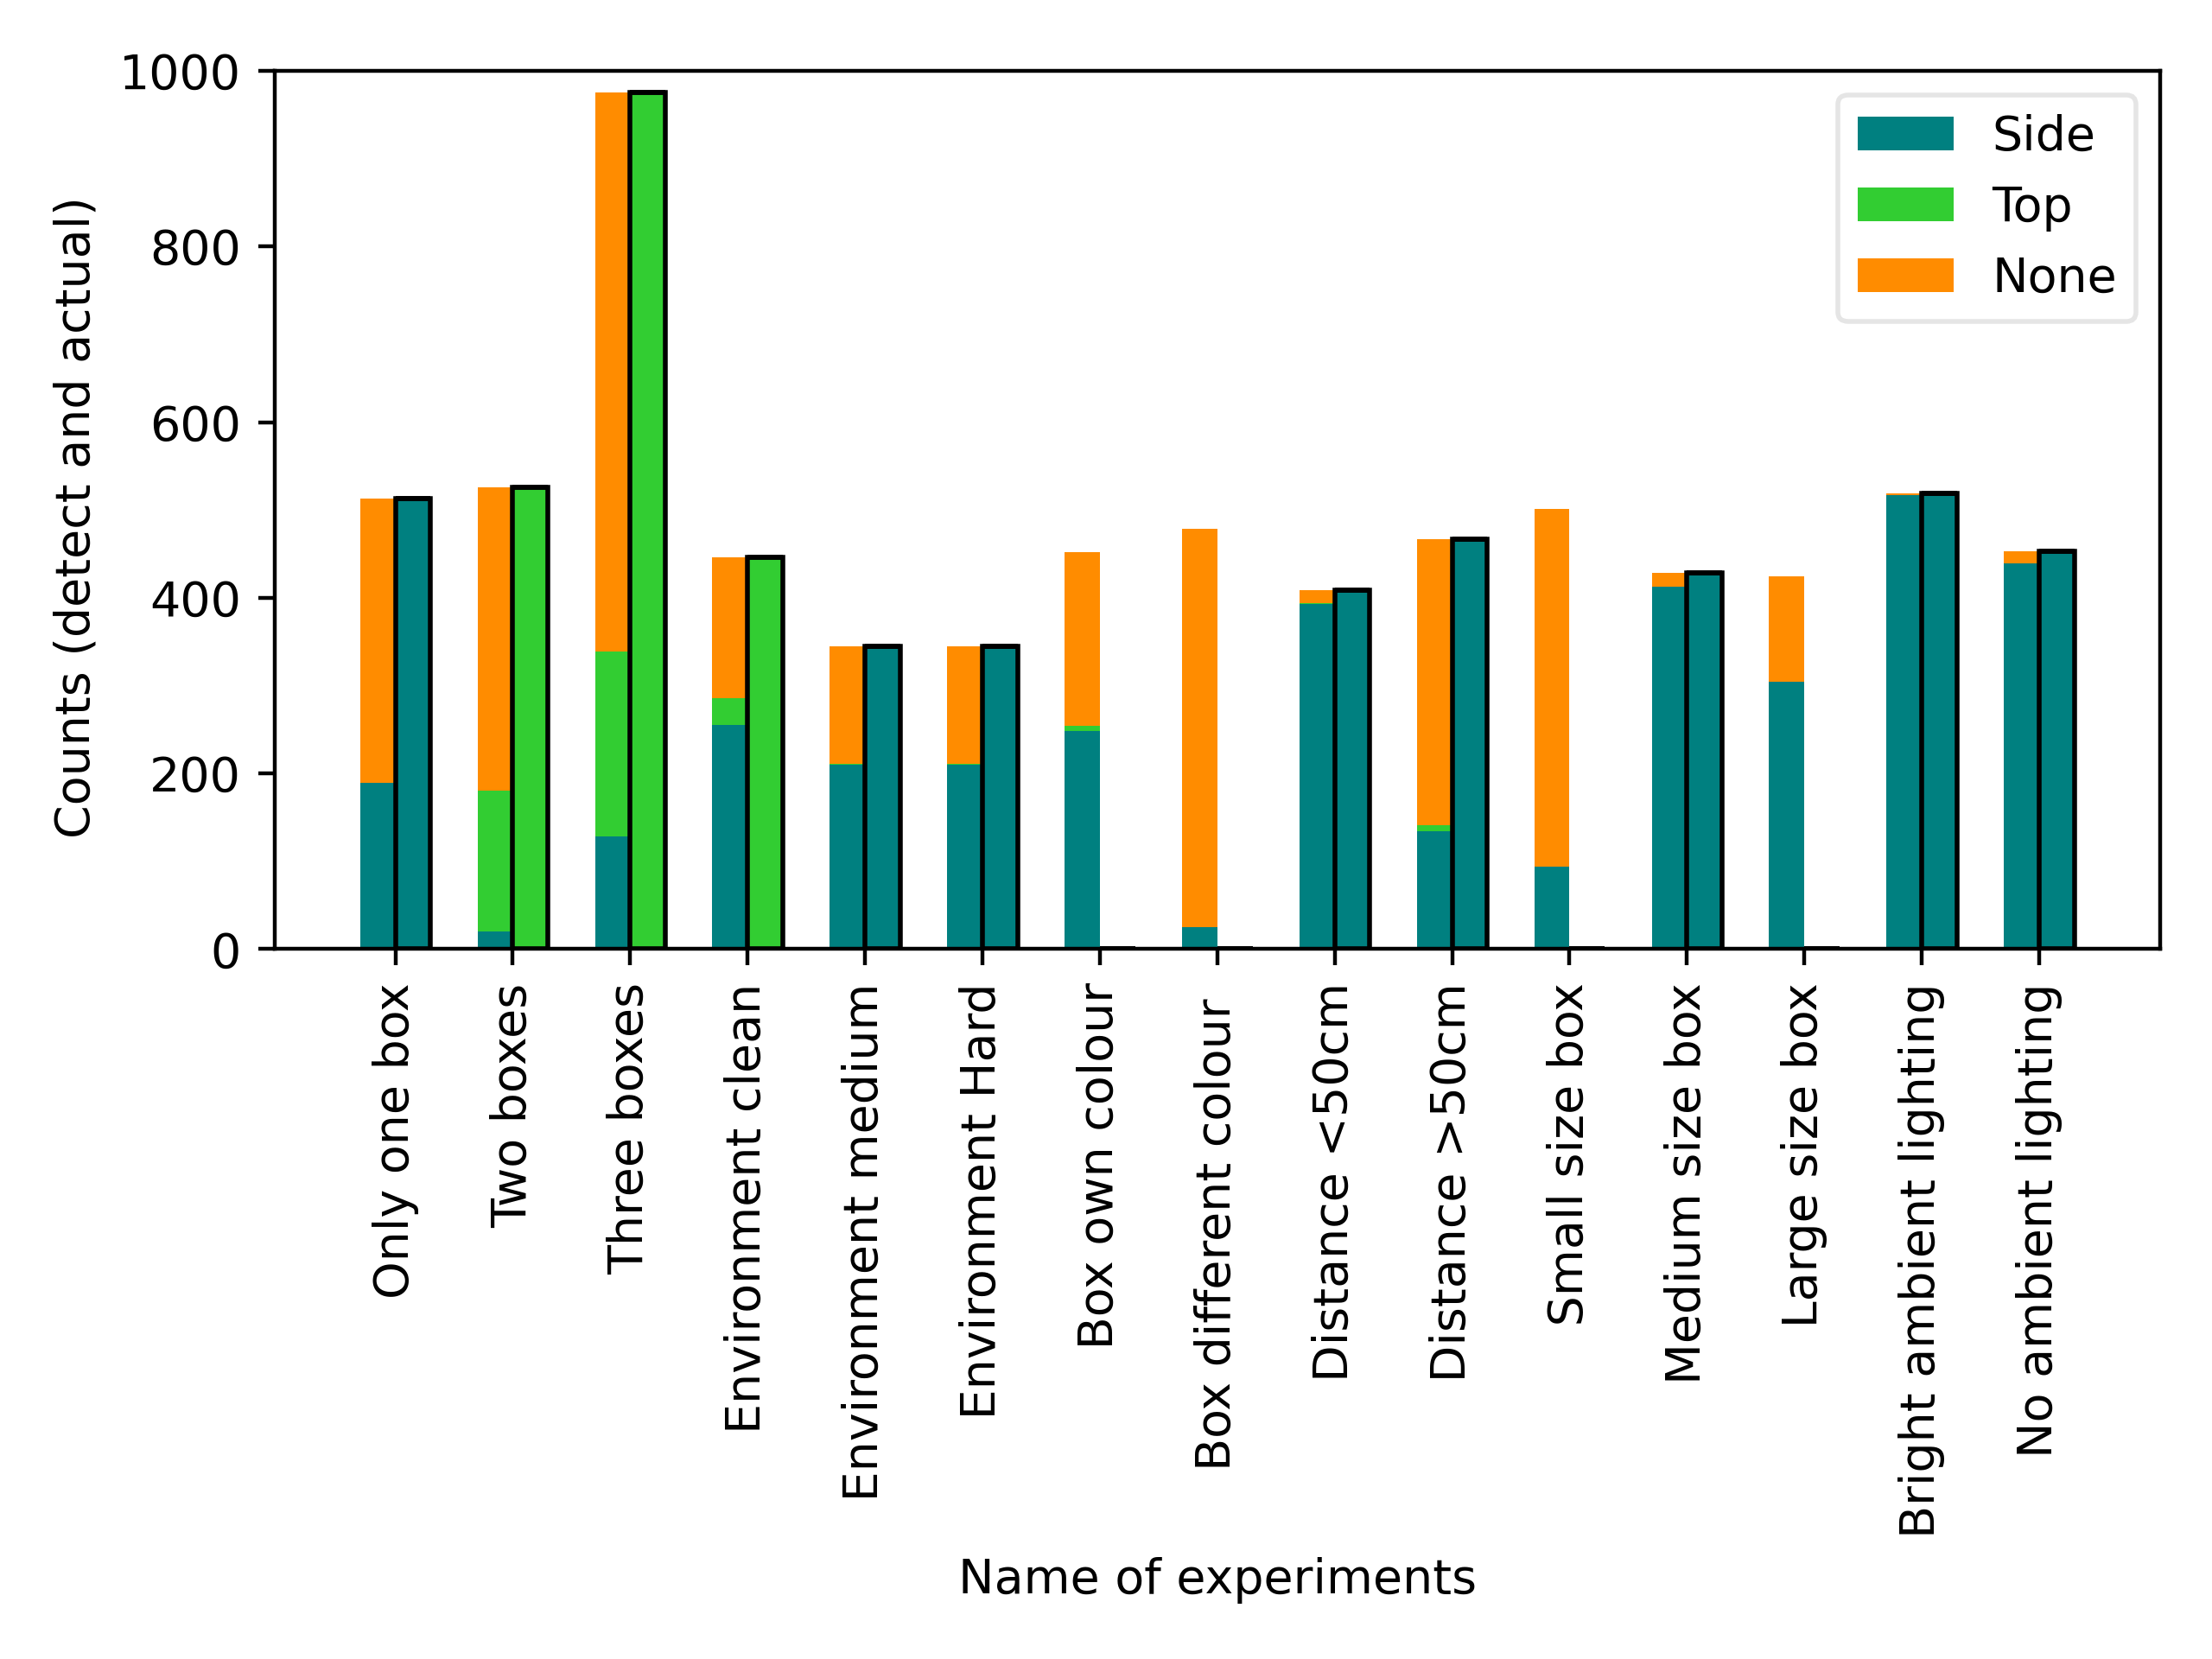 1000
800
600
400
200
0
Counts (detect and actual)
Side
Top
None
Only one box
Two boxes
Three boxes
Environment clean
Environment medium
Environment Hard
Box own colour
Box different colour
Distance <50cm
Distance >50cm
Small size box
Medium size box
Large size box
Bright ambient lighting
No ambient lighting
Name of experiments